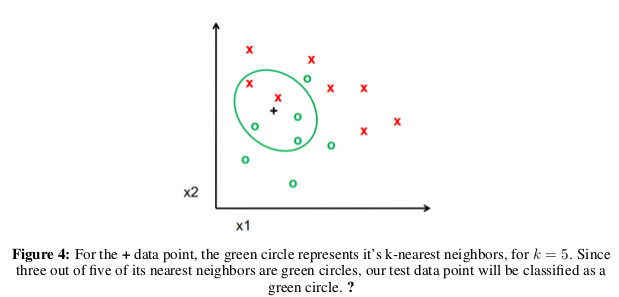 x2
x1
Figure 4: For the + data point, the green circle represents it's k-nearest neighbors, for k = 5. Since
three out of five of its nearest neighbors are green circles, our test data point will be classified as a
green circle. ?